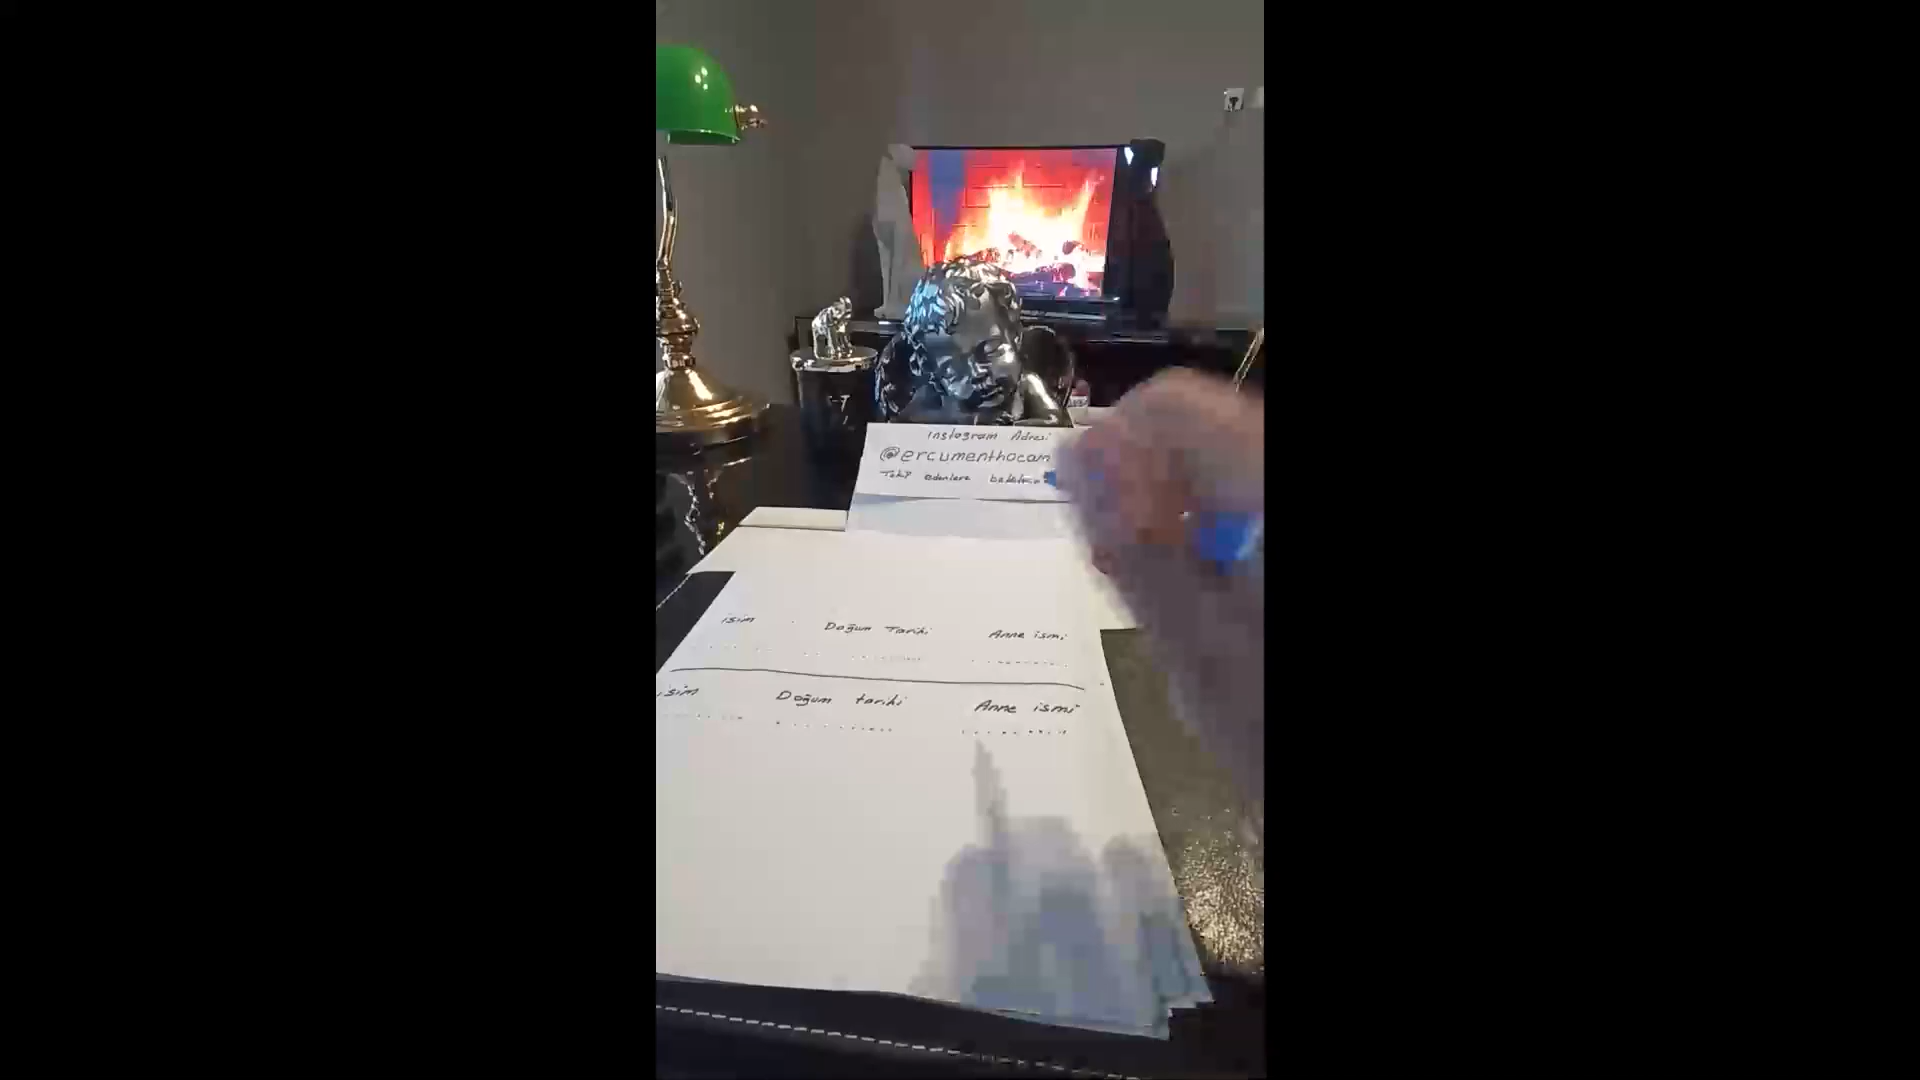 instagram Adresi
@ercumenthocam
Takip edenlere
isim Doğum Tarihi Anne ismi
isim Doğum tarihi Anne ismi